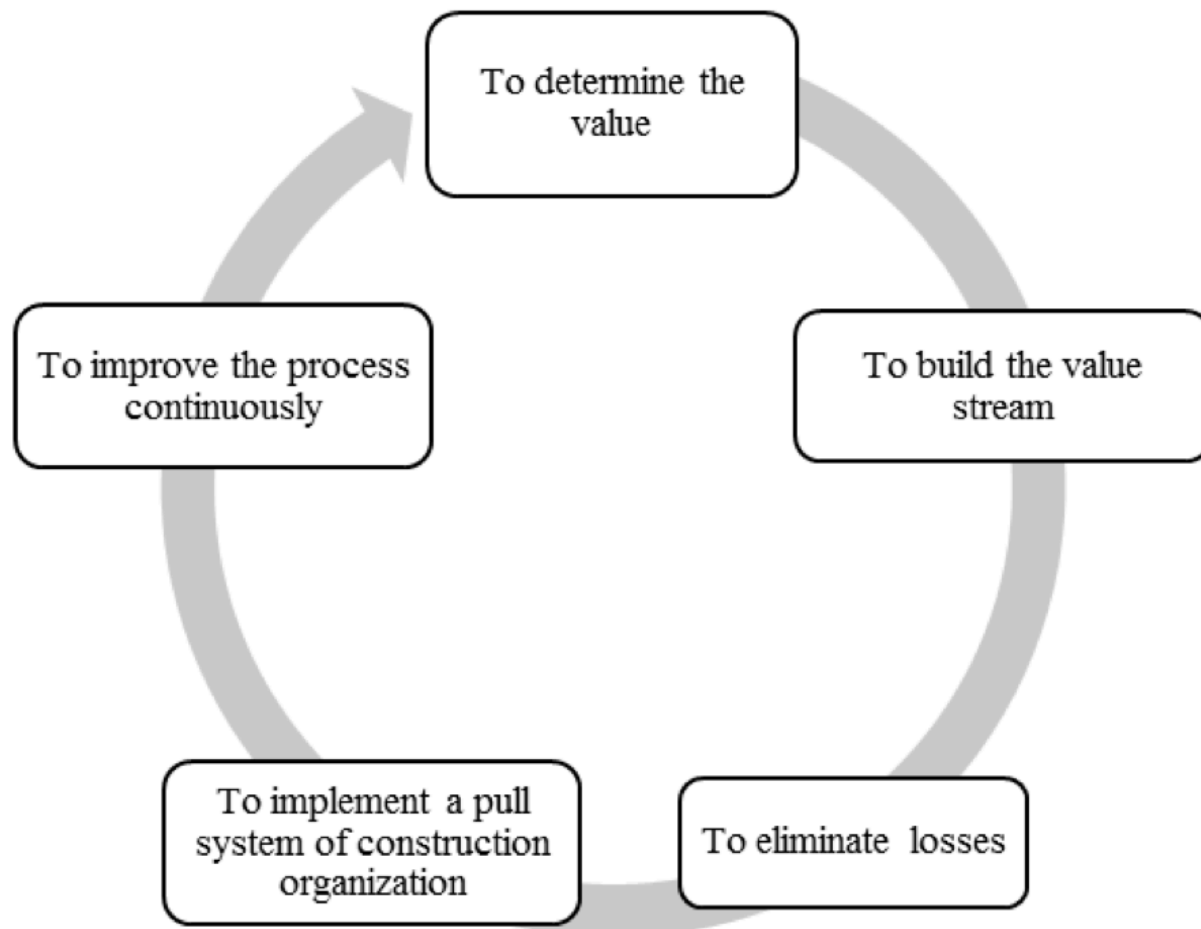 To determine the
value
To build the value
stream
To eliminate losses
To implement a pull
system of construction
organization
To improve the process
continuously